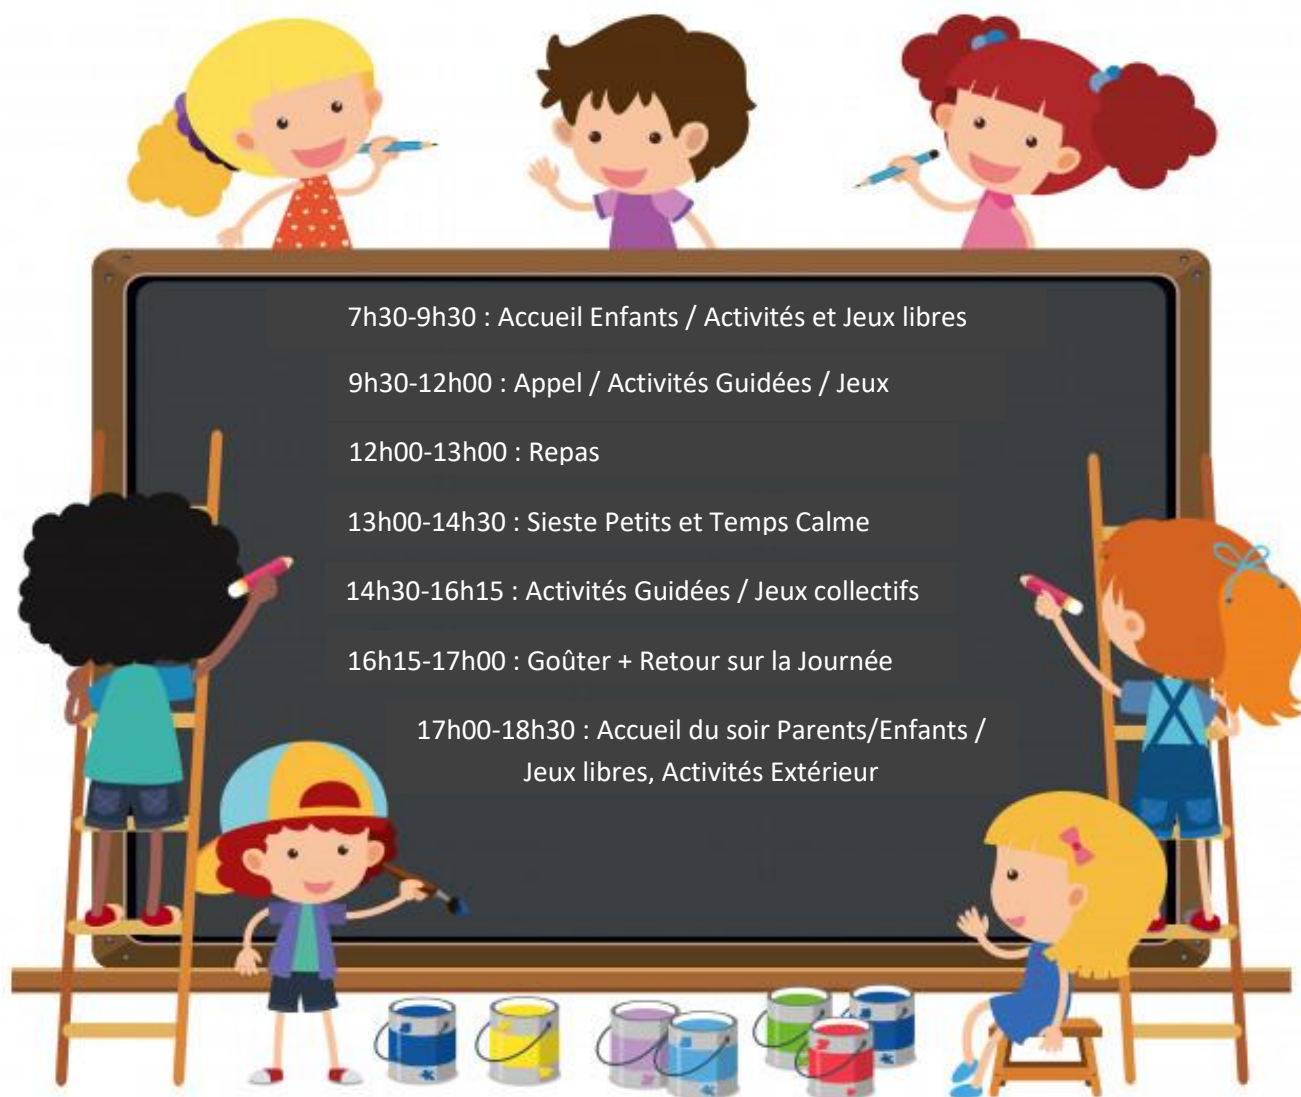 7h30-9h30 : Accueil Enfants / Activités et Jeux libres
9h30-12h00 : Appel / Activités Guidées / Jeux
12h00-13h00 : Repas
13h00-14h30 : Sieste Petits et Temps Calme
14h30-16h15 : Activités Guidées / Jeux collectifs
16h15-17h00 : Goûter + Retour sur la Journée
17h00-18h30 : Accueil du soir Parents/Enfants /
Jeux libres, Activités Extérieur